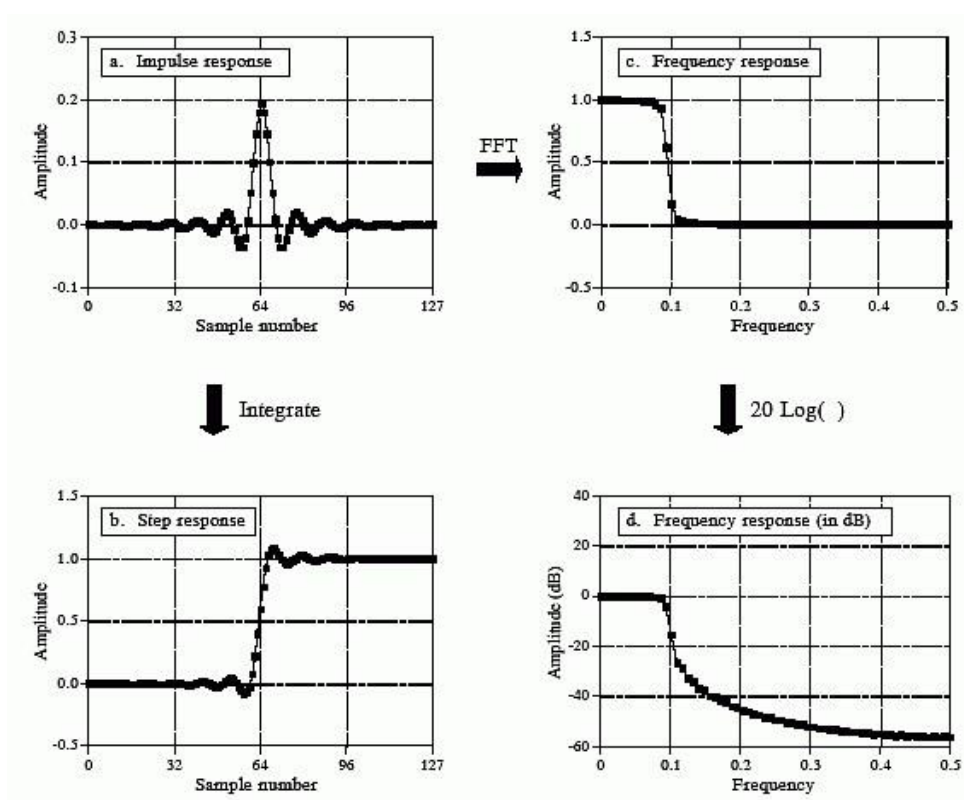 a. Impulse response
0.3
0.2
0.1
0.0
-0.1
Amplitude
0 32 64 96 127
Sample number
FFT
c. Frequency response
1.5
1.0
0.5
0.0
-0.5
Amplitude
0 0.1 0.2 0.3 0.4 0.5
Frequency
Integrate
20 Log( )
b. Step response
1.5
1.0
0.5
0.0
-0.5
Amplitude
0 32 64 96 127
Sample number
d. Frequency response (in dB)
40
20
0
-20
-40
-60
Amplitude (dB)
0 0.1 0.2 0.3 0.4 0.5
Frequency